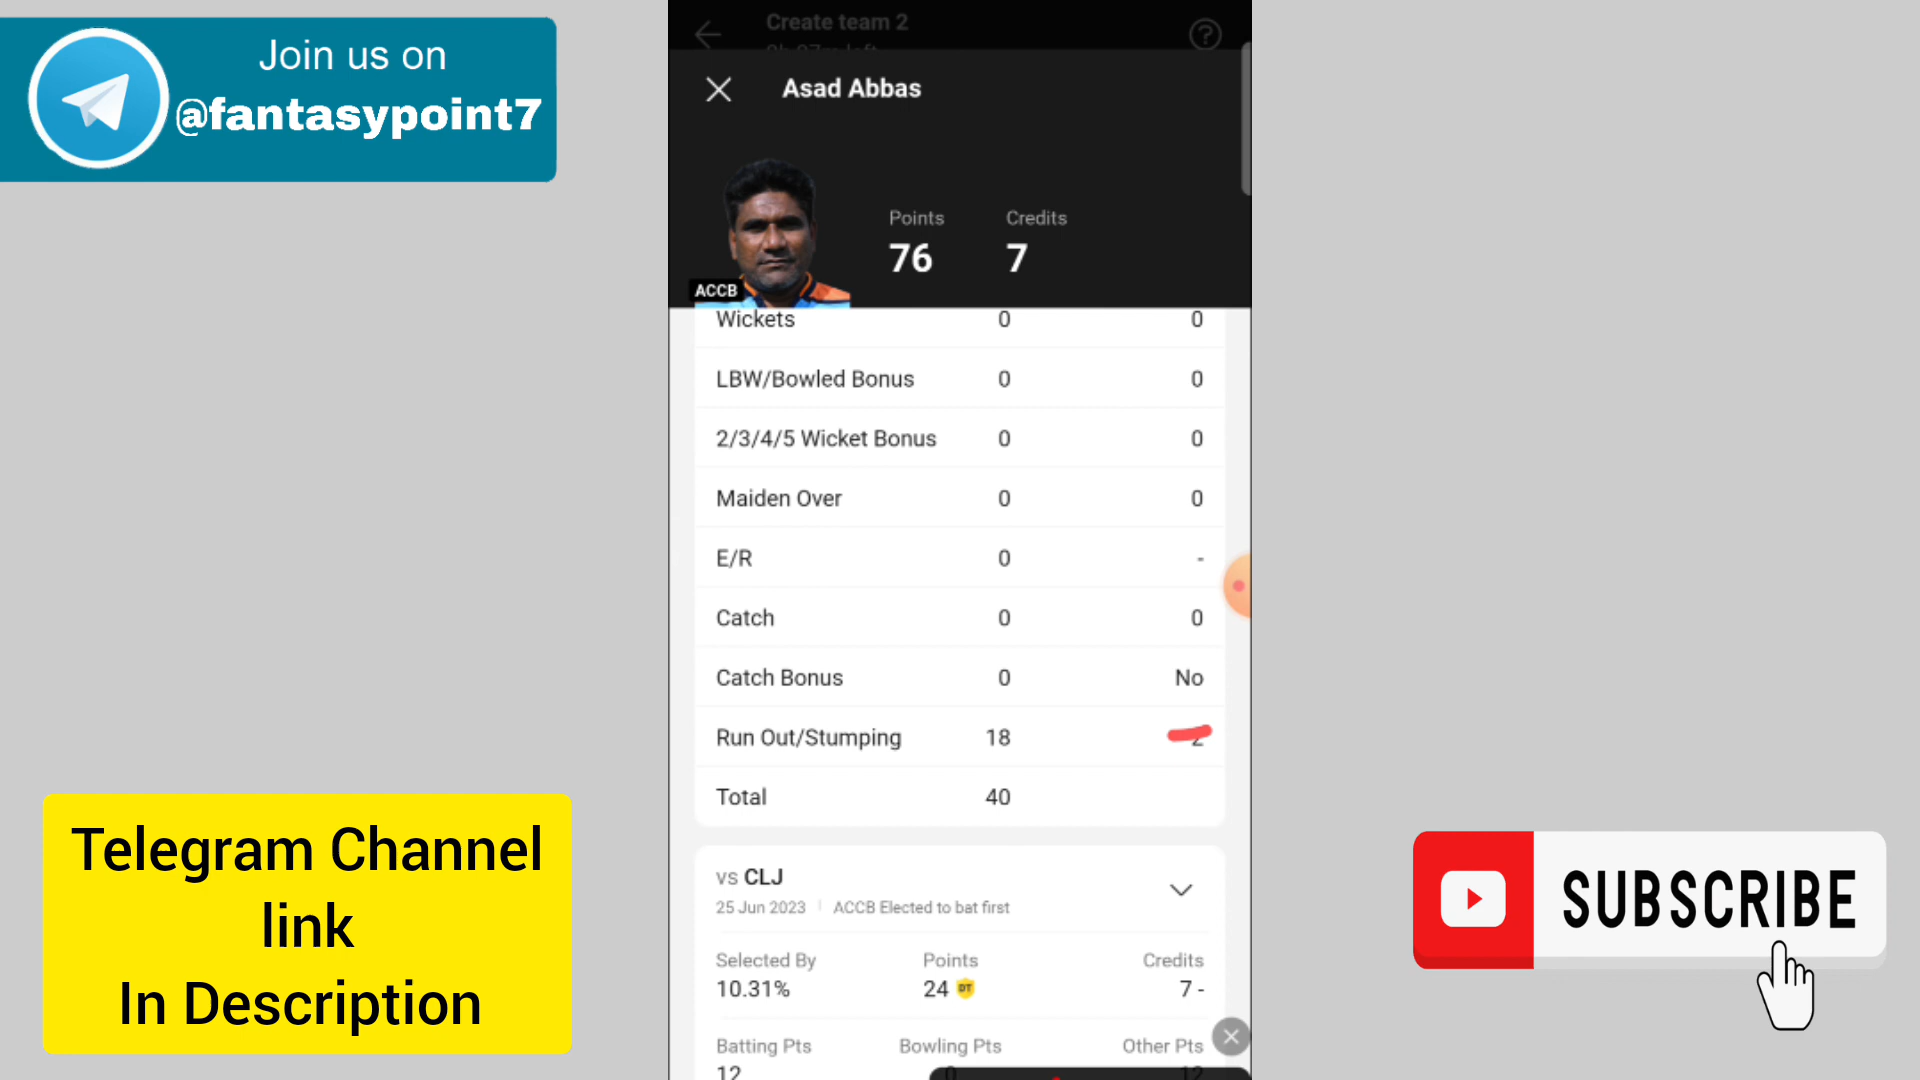 Join us on
@fantasypoint7
Create team 2
Asad Abbas
Points Credits
76 7
ACCB
Wickets 0 0
LBW/Bowled Bonus 0 0
2/3/4/5 Wicket Bonus 0 0
Maiden Over 0 0
E/R 0 -
Catch 0 0
Catch Bonus 0 No
Run Out/Stumping 18 2
Total 40
vs CLJ
25 Jun 2023 ACCB Elected to bat first
Selected By Points Credits
10.31% 24 DT 7 -
Batting Pts Bowling Pts Other Pts
12 0 12
Telegram Channel
link
In Description
SUBSCRIBE